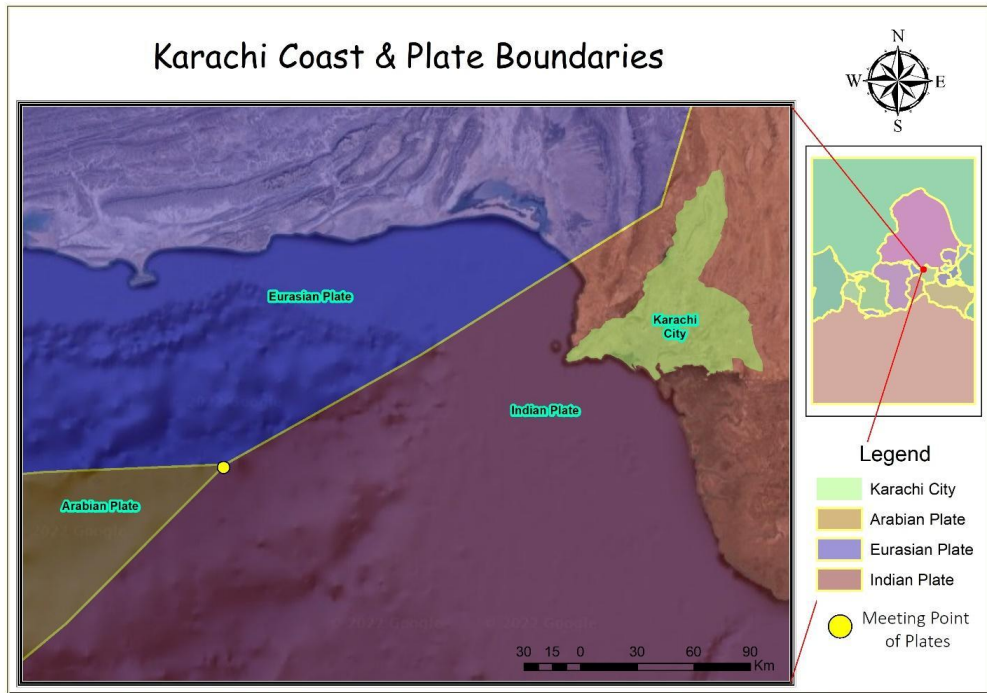 Karachi Coast & Plate Boundaries
N
W E
S
Eurasian Plate
Karachi
City
Indian Plate
Arabian Plate
Legend
Karachi City
Arabian Plate
Eurasian Plate
Indian Plate
Meeting Point
of Plates
30 15 0 30 60 90
Km